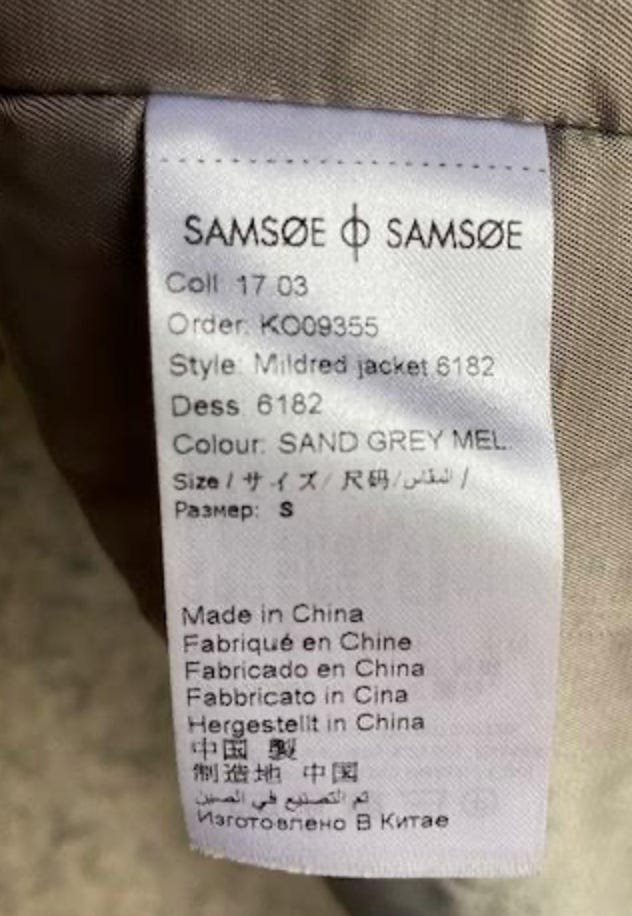 SAMSØE ɸ SAMSØE
Coll 17 03
Order: KO09355
Style: Mildred jacket 6182
Dess 6182
Colour: SAND GREY MEL.
Size / サイズ/ 尺码/المقاس /
Размер: S
Made in China
Fabriqué en Chine
Fabricado en China
Fabbricato in Cina
Hergestellt in China
中国 製
制造地 中国
تم التصنيع في الصين
Изготовлено В Китае